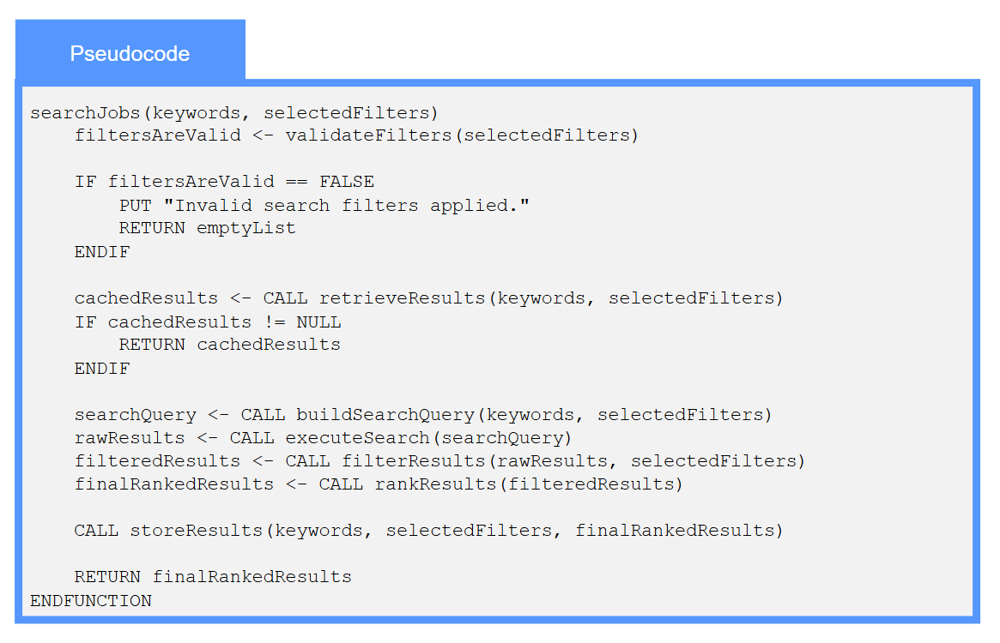 Pseudocode
searchJobs(keywords, selectedFilters)
    filtersAreValid <- validateFilters(selectedFilters)
    IF filtersAreValid == FALSE
        PUT "Invalid search filters applied."
        RETURN emptyList
    ENDIF
    cachedResults <- CALL retrieveResults(keywords, selectedFilters)
    IF cachedResults != NULL
        RETURN cachedResults
    ENDIF
    searchQuery <- CALL buildSearchQuery(keywords, selectedFilters)
    rawResults <- CALL executeSearch(searchQuery)
    filteredResults <- CALL filterResults(rawResults, selectedFilters)
    finalRankedResults <- CALL rankResults(filteredResults)
    CALL storeResults(keywords, selectedFilters, finalRankedResults)
    RETURN finalRankedResults
ENDFUNCTION